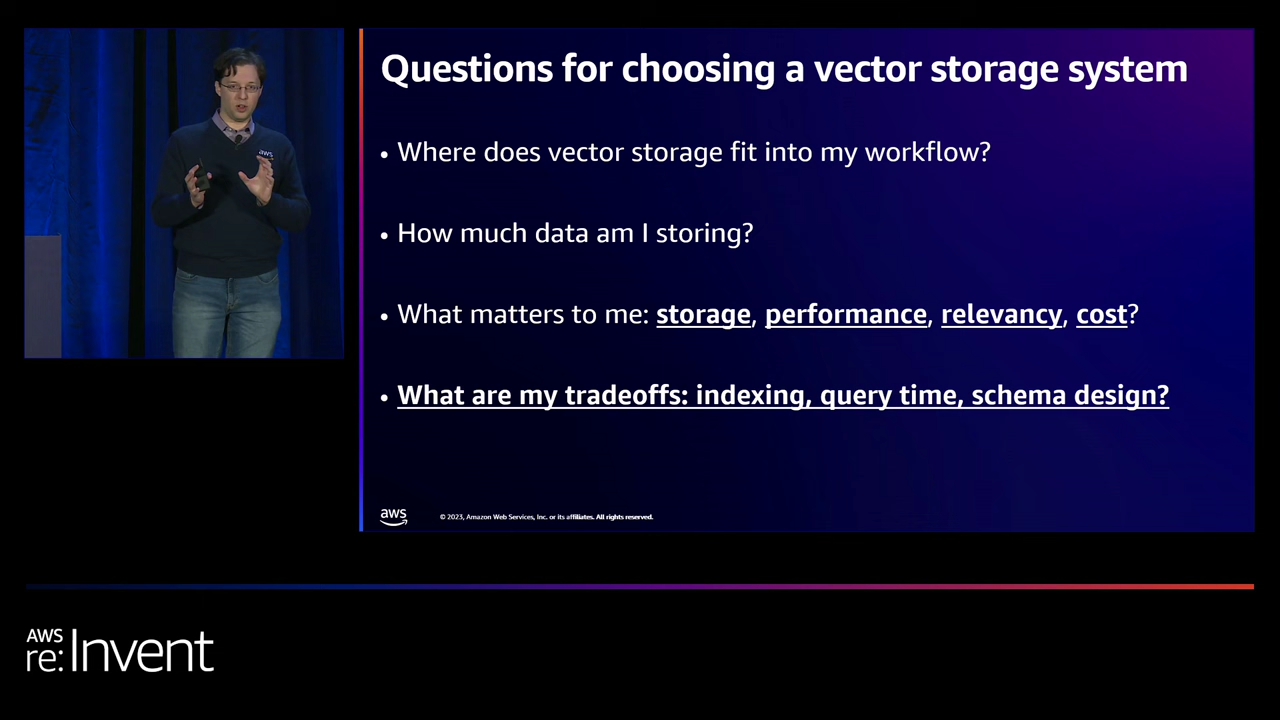 aws
Questions for choosing a vector storage system
• Where does vector storage fit into my workflow?
• How much data am I storing?
• What matters to me: storage, performance, relevancy, cost?
• What are my tradeoffs: indexing, query time, schema design?
aws
© 2023, Amazon Web Services, Inc. or its affiliates. All rights reserved.
AWS
re:Invent